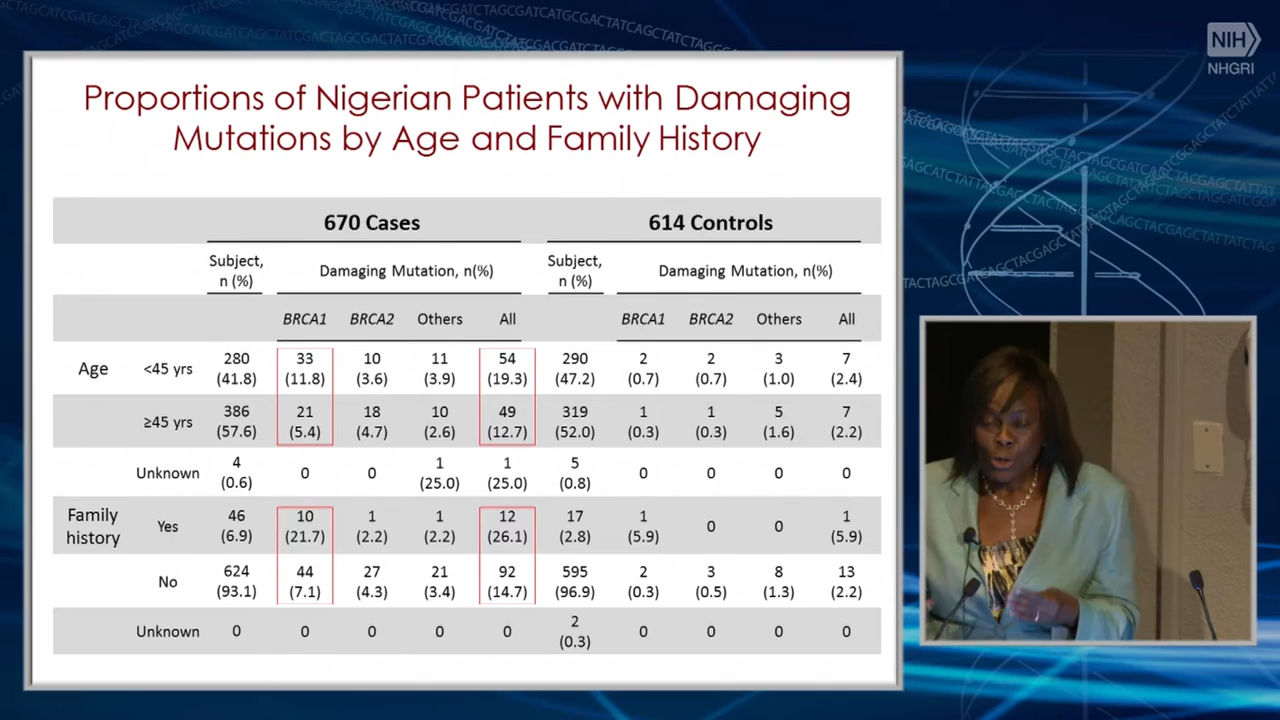 NIH
NHGRI
Proportions of Nigerian Patients with Damaging
Mutations by Age and Family History
670 Cases 614 Controls
Subject, n (%) Damaging Mutation, n(%) Subject, n (%) Damaging Mutation, n(%)
BRCA1 BRCA2 Others All BRCA1 BRCA2 Others All
Age <45 yrs 280 (41.8) 33 (11.8) 10 (3.6) 11 (3.9) 54 (19.3) 290 (47.2) 2 (0.7) 2 (0.7) 3 (1.0) 7 (2.4)
≥45 yrs 386 (57.6) 21 (5.4) 18 (4.7) 10 (2.6) 49 (12.7) 319 (52.0) 1 (0.3) 1 (0.3) 5 (1.6) 7 (2.2)
Unknown 4 (0.6) 0 0 1 (25.0) 1 (25.0) 5 (0.8) 0 0 0 0
Family history Yes 46 (6.9) 10 (21.7) 1 (2.2) 1 (2.2) 12 (26.1) 17 (2.8) 1 (5.9) 0 0 1 (5.9)
No 624 (93.1) 44 (7.1) 27 (4.3) 21 (3.4) 92 (14.7) 595 (96.9) 2 (0.3) 3 (0.5) 8 (1.3) 13 (2.2)
Unknown 0 0 0 0 0 2 (0.3) 0 0 0 0